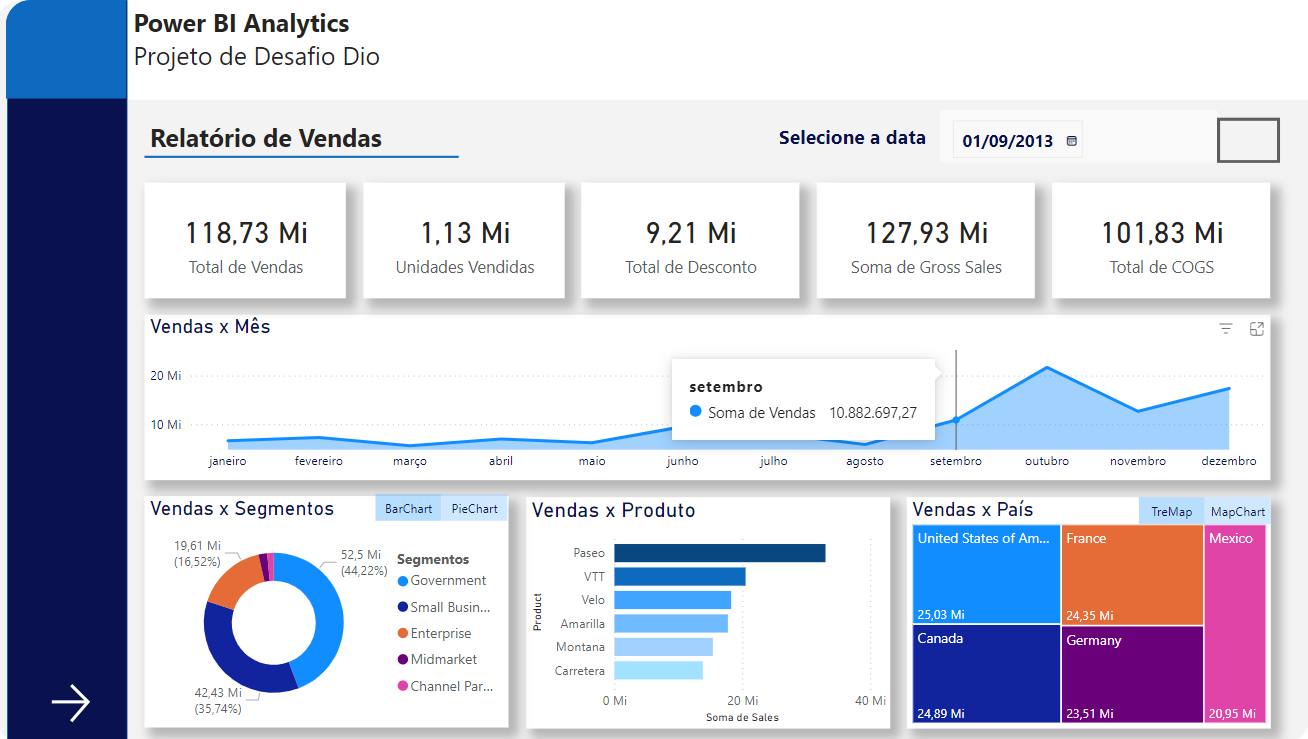 Power BI Analytics
Projeto de Desafio Dio
Relatório de Vendas
Selecione a data
01/09/2013
118,73 Mi
Total de Vendas
1,13 Mi
Unidades Vendidas
9,21 Mi
Total de Desconto
127,93 Mi
Soma de Gross Sales
101,83 Mi
Total de COGS
Vendas x Mês
20 Mi
10 Mi
setembro
Soma de Vendas 10.882.697,27
janeiro fevereiro março abril maio junho julho agosto setembro outubro novembro dezembro
Vendas x Segmentos
BarChart PieChart
19,61 Mi
(16,52%)
52,5 Mi
(44,22%)
42,43 Mi
(35,74%)
Segmentos
Government
Small Busin...
Enterprise
Midmarket
Channel Par...
Vendas x Produto
Product
Paseo
VTT
Velo
Amarilla
Montana
Carretera
0 Mi 20 Mi 40 Mi
Soma de Sales
Vendas x País
TreMap MapChart
United States of Am...
25,03 Mi
Canada
24,89 Mi
France
24,35 Mi
Germany
23,51 Mi
Mexico
20,95 Mi